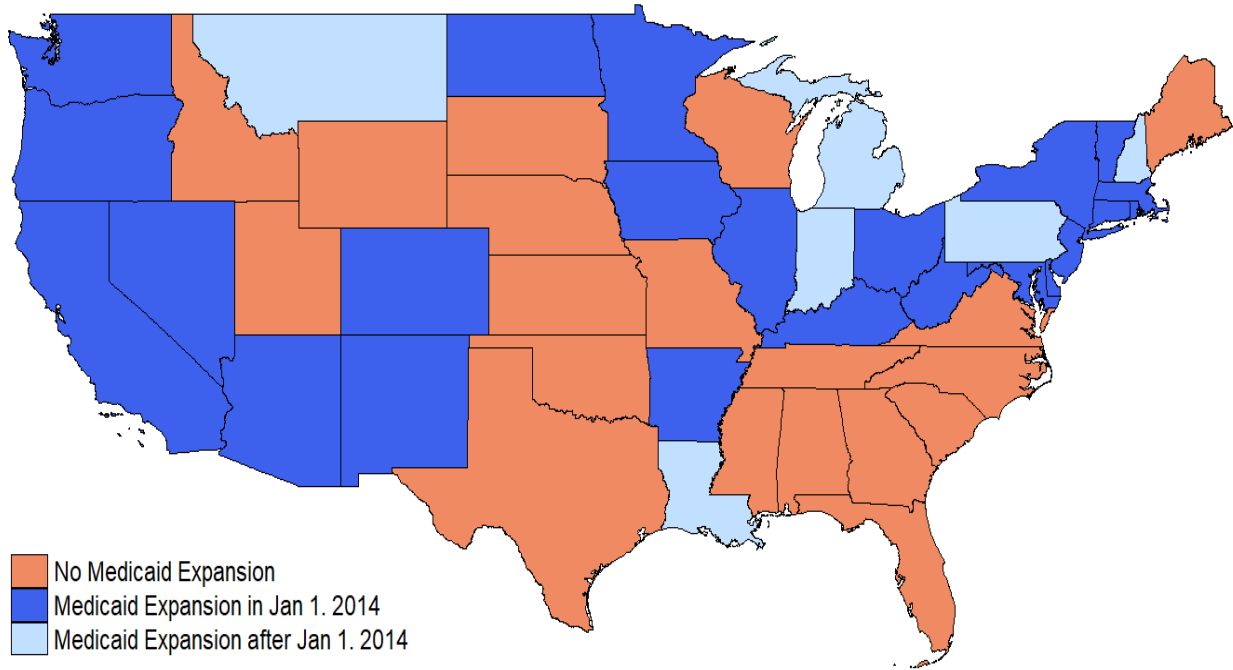 No Medicaid Expansion
Medicaid Expansion in Jan 1. 2014
Medicaid Expansion after Jan 1. 2014